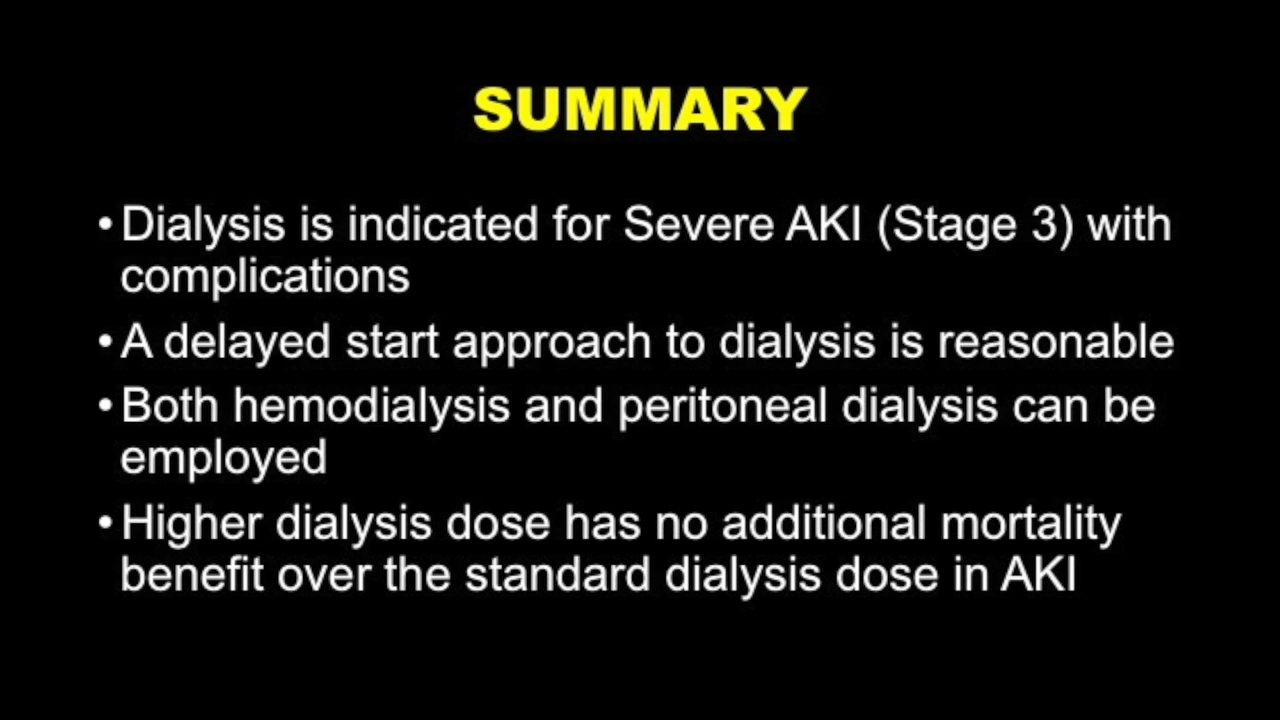 SUMMARY
•Dialysis is indicated for Severe AKI (Stage 3) with
complications
•A delayed start approach to dialysis is reasonable
•Both hemodialysis and peritoneal dialysis can be
employed
•Higher dialysis dose has no additional mortality
benefit over the standard dialysis dose in AKI